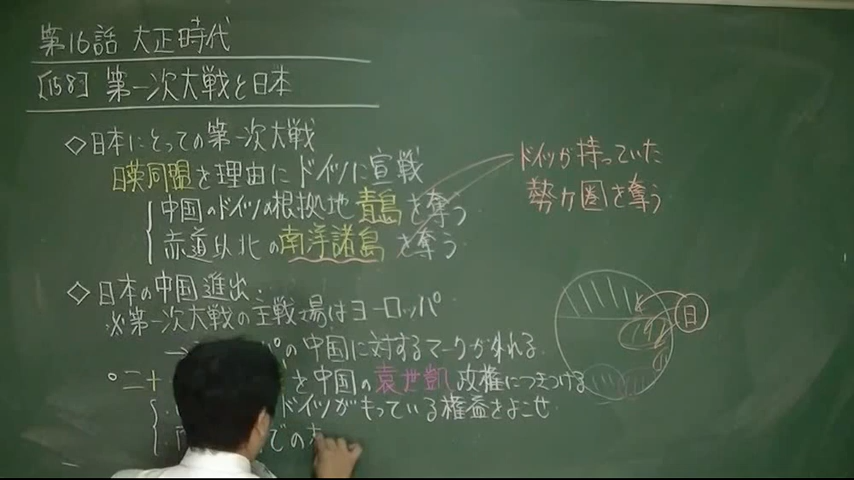 第16話 大正時代
[158] 第一次大戦と日本
◇日本にとっての第一次大戦
日英同盟を理由にドイツに宣戦
中国のドイツの根拠地青島を奪う
赤道以北の南洋諸島を奪う
ドイツが持っていた
勢力圏を奪う
◇日本の中国進出
※第一次大戦の主戦場はヨーロッパ
の中国に対するマークが外れる
日
○二十
と中国の袁世凱政権につきつける
ドイツがもっている権益をよこせ
での